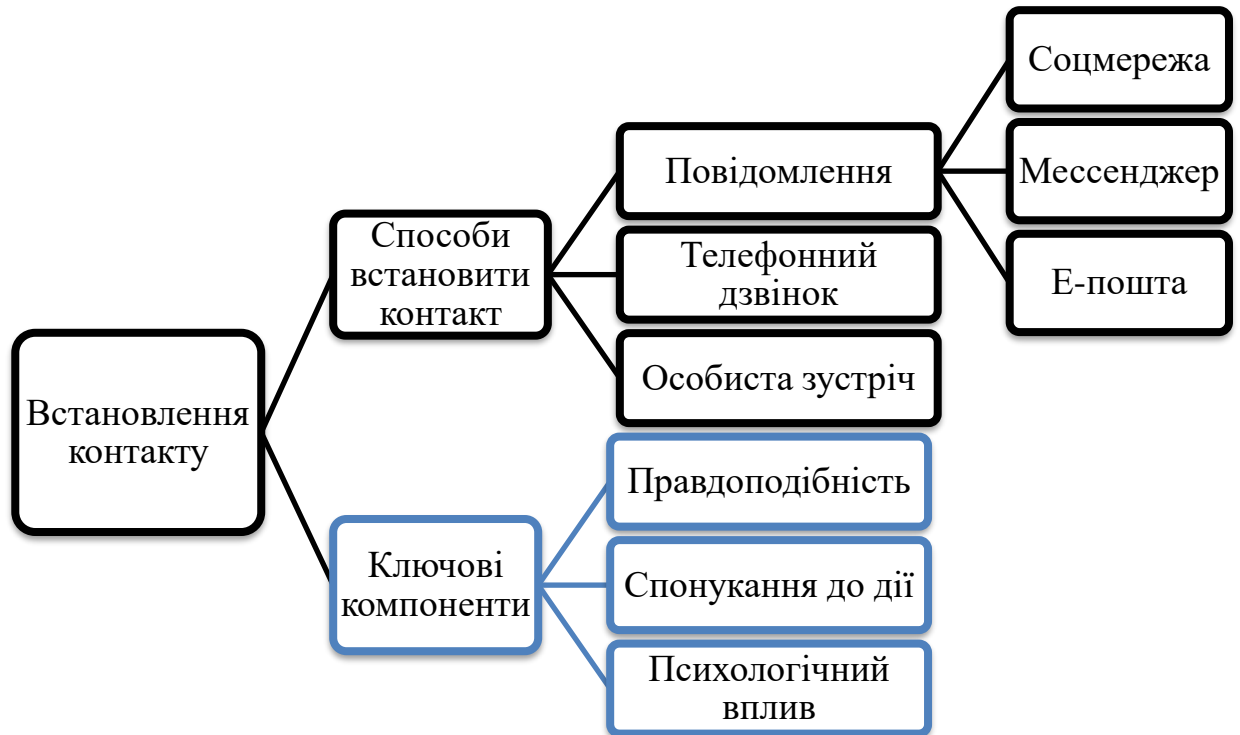 Встановлення
контакту
Способи
встановити
контакт
Повідомлення
Соцмережа
Мессенджер
Е-пошта
Телефонний
дзвінок
Особиста зустріч
Ключові
компоненти
Правдоподібність
Спонукання до дії
Психологічний
вплив